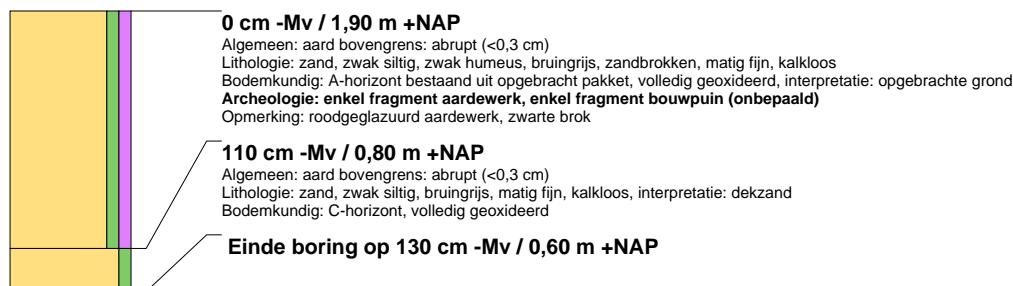 0 cm -Mv / 1,90 m +NAP
Algemeen: aard bovengrens: abrupt (<0,3 cm)
Lithologie: zand, zwak siltig, zwak humeus, bruingrijs, zandbrokken, matig fijn, kalkloos
Bodemkundig: A-horizont bestaand uit opgebracht pakket, volledig geoxideerd, interpretatie: opgebrachte grond
Archeologie: enkel fragment aardewerk, enkel fragment bouwpuin (onbepaald)
Opmerking: roodgeglazuurd aardewerk, zwarte brok
110 cm -Mv / 0,80 m +NAP
Algemeen: aard bovengrens: abrupt (<0,3 cm)
Lithologie: zand, zwak siltig, bruingrijs, matig fijn, kalkloos, interpretatie: dekzand
Bodemkundig: C-horizont, volledig geoxideerd
Einde boring op 130 cm -Mv / 0,60 m +NAP